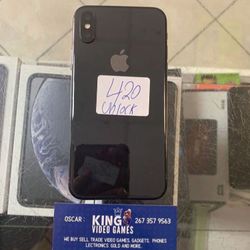 420
unlock
OSCAR :
KING
VIDEO GAMES
267 357 9563
WE BUY SELL, TRADE VIDEO GAMES, GADGETS, PHONES
LECTRONICS GOLD AND MORE.